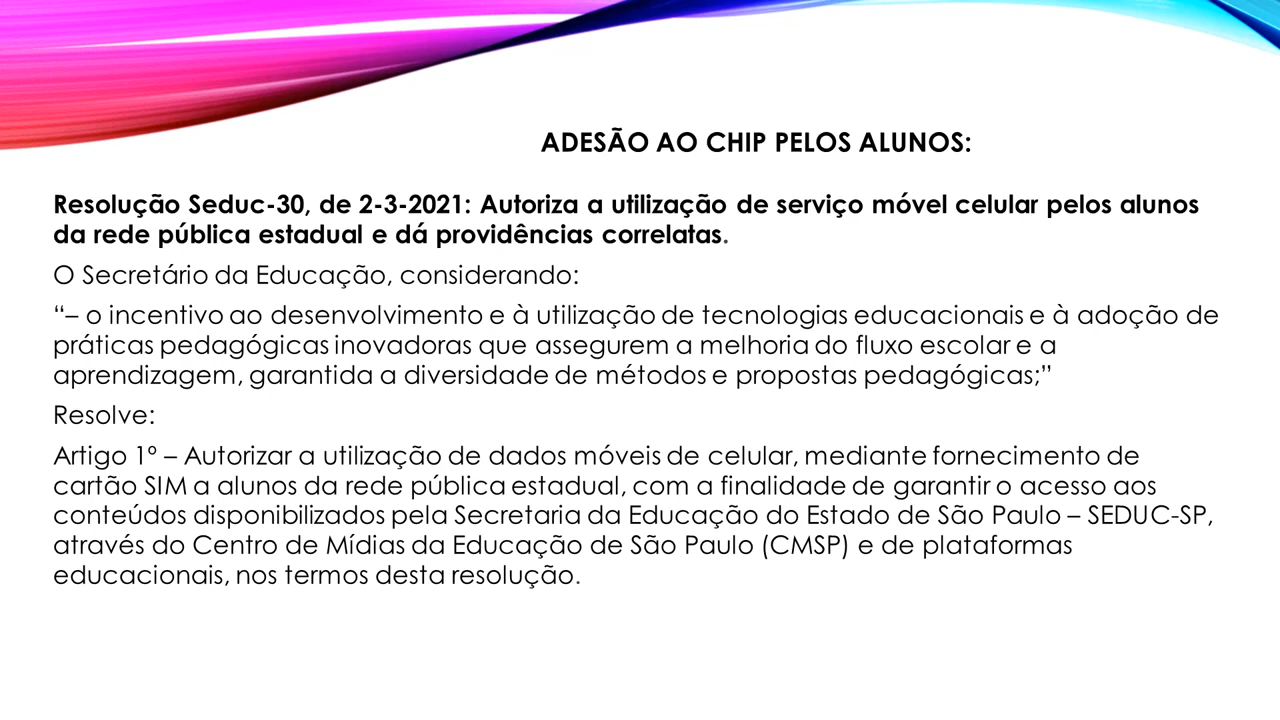 ADESÃO AO CHIP PELOS ALUNOS:
Resolução Seduc-30, de 2-3-2021: Autoriza a utilização de serviço móvel celular pelos alunos
da rede pública estadual e dá providências correlatas.
O Secretário da Educação, considerando:
“– o incentivo ao desenvolvimento e à utilização de tecnologias educacionais e à adoção de
práticas pedagógicas inovadoras que assegurem a melhoria do fluxo escolar e a
aprendizagem, garantida a diversidade de métodos e propostas pedagógicas;”
Resolve:
Artigo 1º – Autorizar a utilização de dados móveis de celular, mediante fornecimento de
cartão SIM a alunos da rede pública estadual, com a finalidade de garantir o acesso aos
conteúdos disponibilizados pela Secretaria da Educação do Estado de São Paulo – SEDUC-SP,
através do Centro de Mídias da Educação de São Paulo (CMSP) e de plataformas
educacionais, nos termos desta resolução.